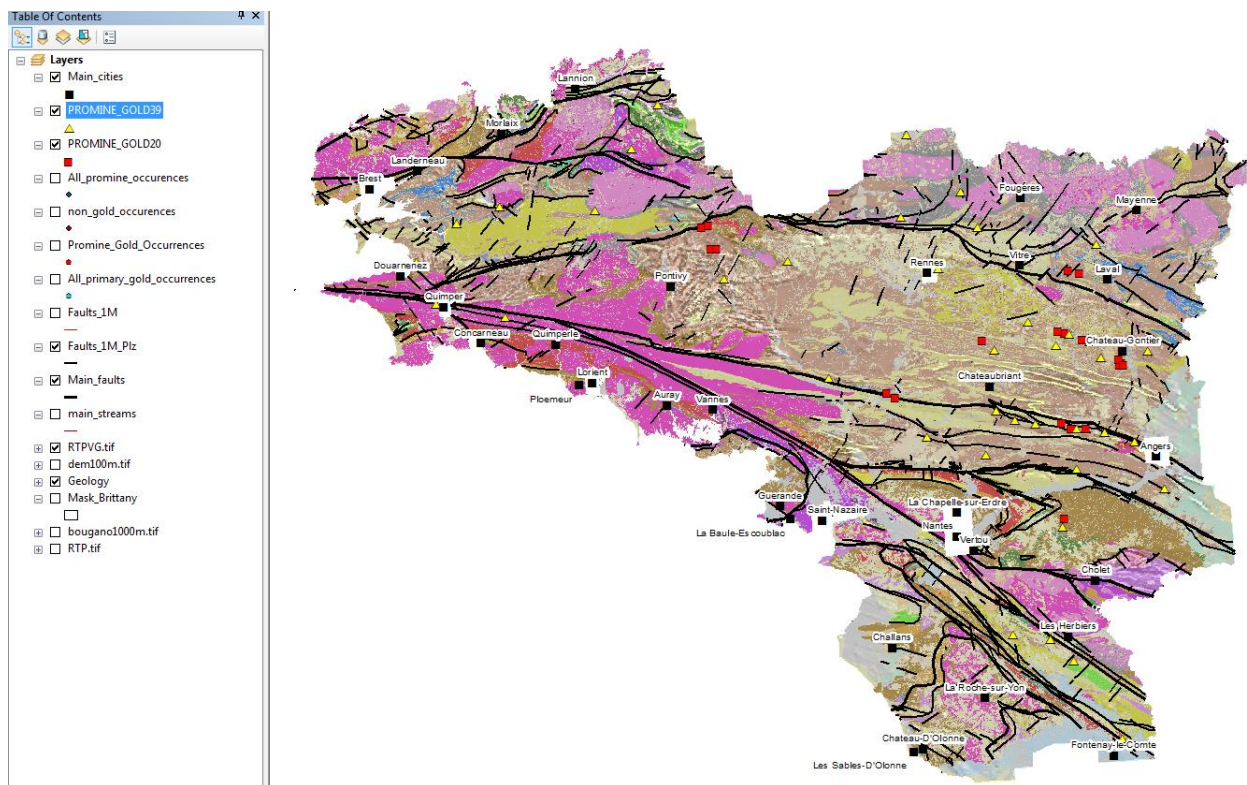 Table Of Contents
Layers
Main_cities
PROMINE_GOLD39
PROMINE_GOLD20
All_promine_occurences
non_gold_occurences
Promine_Gold_Occurrences
All_primary_gold_occurrences
Faults_1M
Faults_1M_Plz
Main_faults
main_streams
RTPVG.tif
dem100m.tif
Geology
Mask_Brittany
bougano1000m.tif
RTP.tif
Lannion
Morlaix
Landerneau
Brest
Fougères
Mayenne
Douarnenez
Pontivy
Rennes
Vitre
Laval
Quimper
Concarneau
Quimperle
Chateau-Gontier
Lorient
Ploemeur
Auray
Vannes
Chateaubriant
Angers
Guerande
Saint-Nazaire
La Chapelle-sur-Erdre
La Baule-Escoublac
Nantes
Vertou
Cholet
Challans
Les Herbiers
La Roche-sur-Yon
Chateau-D'Olonne
Les Sables-D'Olonne
Fontenay-le-Comte